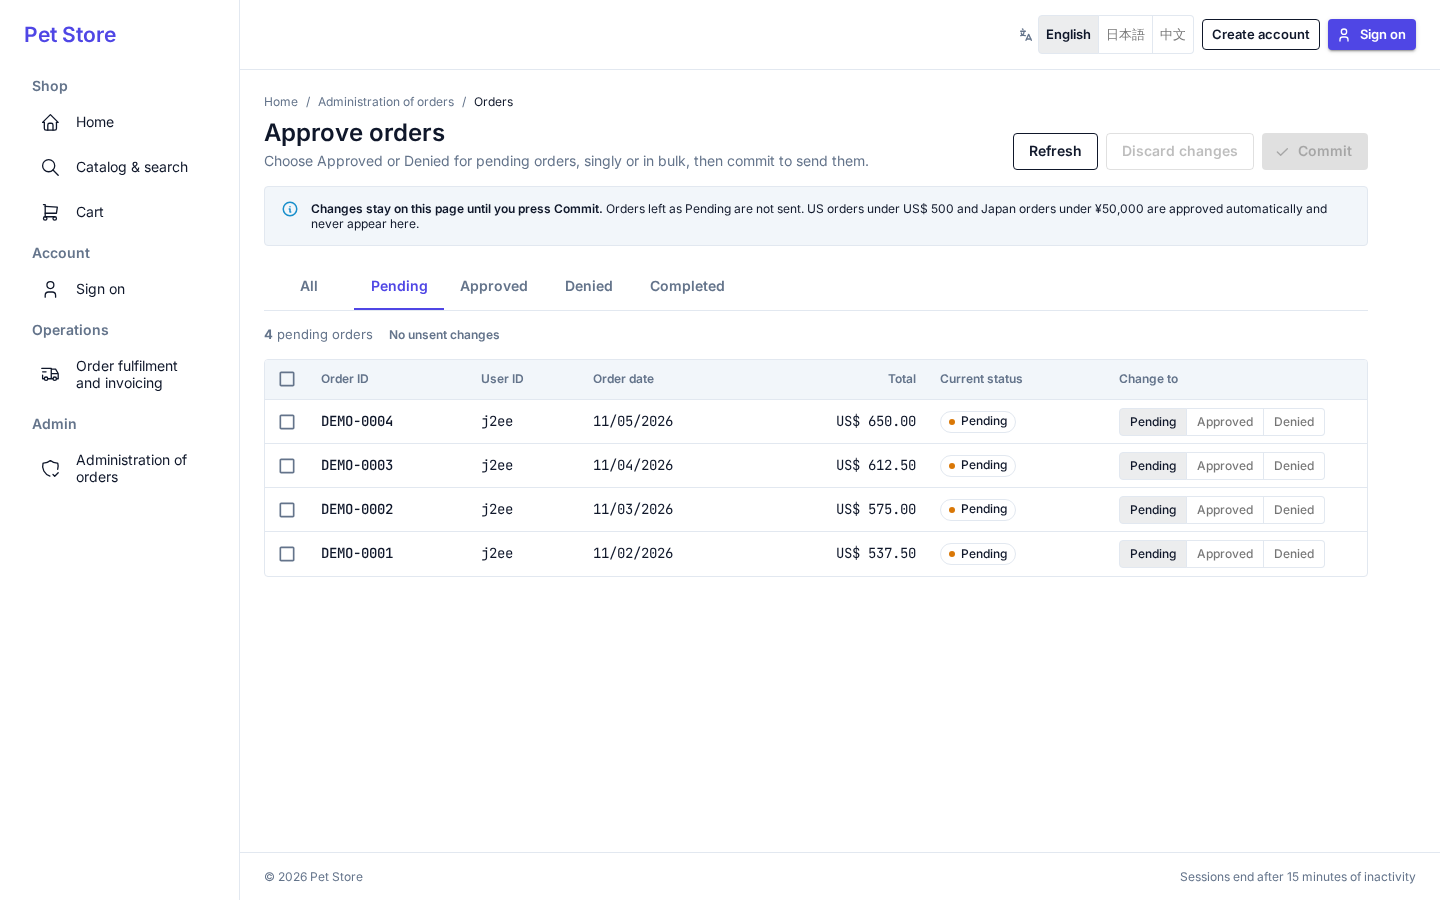 Pet Store
English 日本語 中文 Create account Sign on
Shop
Home
Catalog & search
Cart
Account
Sign on
Operations
Order fulfilment
and invoicing
Admin
Administration of
orders
Home / Administration of orders / Orders
Approve orders
Choose Approved or Denied for pending orders, singly or in bulk, then commit to send them.
Refresh Discard changes Commit
Changes stay on this page until you press Commit. Orders left as Pending are not sent. US orders under US$ 500 and Japan orders under ¥50,000 are approved automatically and
never appear here.
All Pending Approved Denied Completed
4 pending orders No unsent changes
Order ID User ID Order date Total Current status Change to
DEMO-0004 j2ee 11/05/2026 US$ 650.00 Pending Pending Approved Denied
DEMO-0003 j2ee 11/04/2026 US$ 612.50 Pending Pending Approved Denied
DEMO-0002 j2ee 11/03/2026 US$ 575.00 Pending Pending Approved Denied
DEMO-0001 j2ee 11/02/2026 US$ 537.50 Pending Pending Approved Denied
© 2026 Pet Store Sessions end after 15 minutes of inactivity